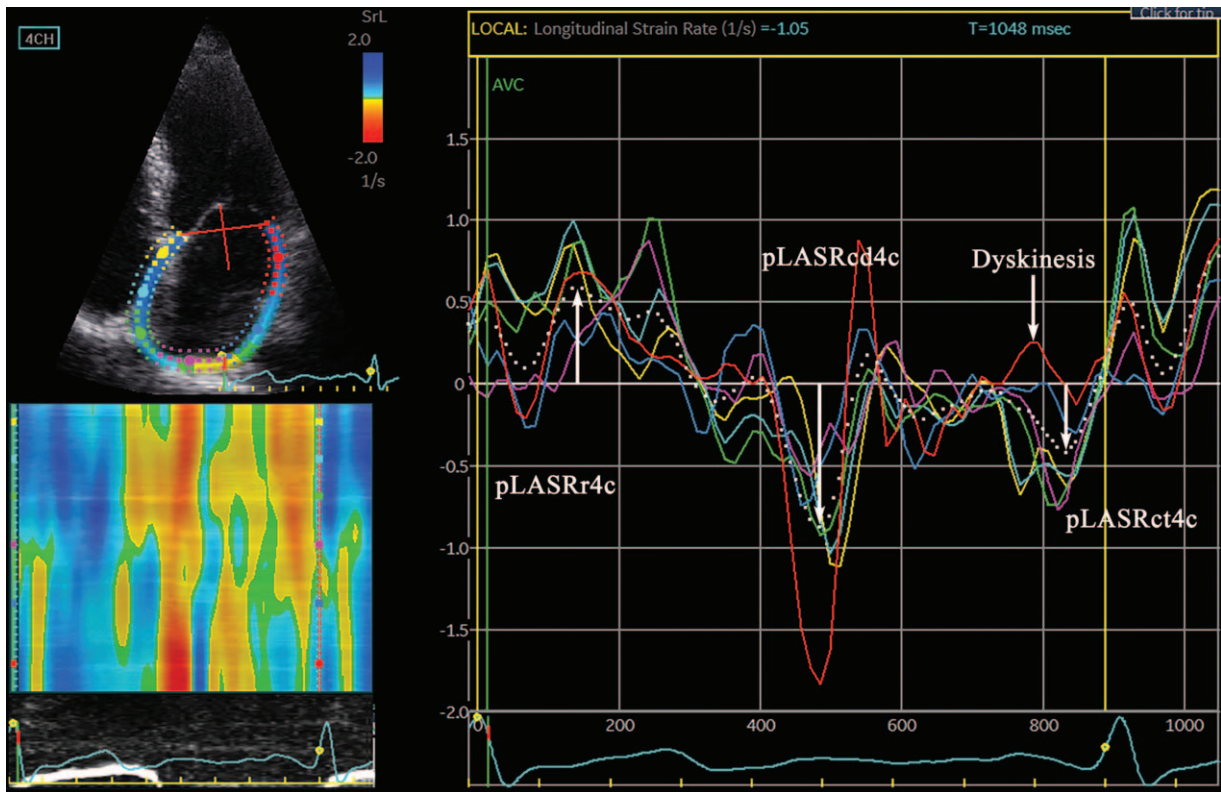 4CH
SrL
2.0
-2.0
1/s
Click for tip
LOCAL: Longitudinal Strain Rate (1/s) =-1.05 T=1048 msec
AVC
1.5
1.0
pLASRcd4c
Dyskinesis
0.5
0
-0.5
pLASRr4c
pLASRct4c
-1.0
-1.5
-2.0
0 200 400 600 800 1000